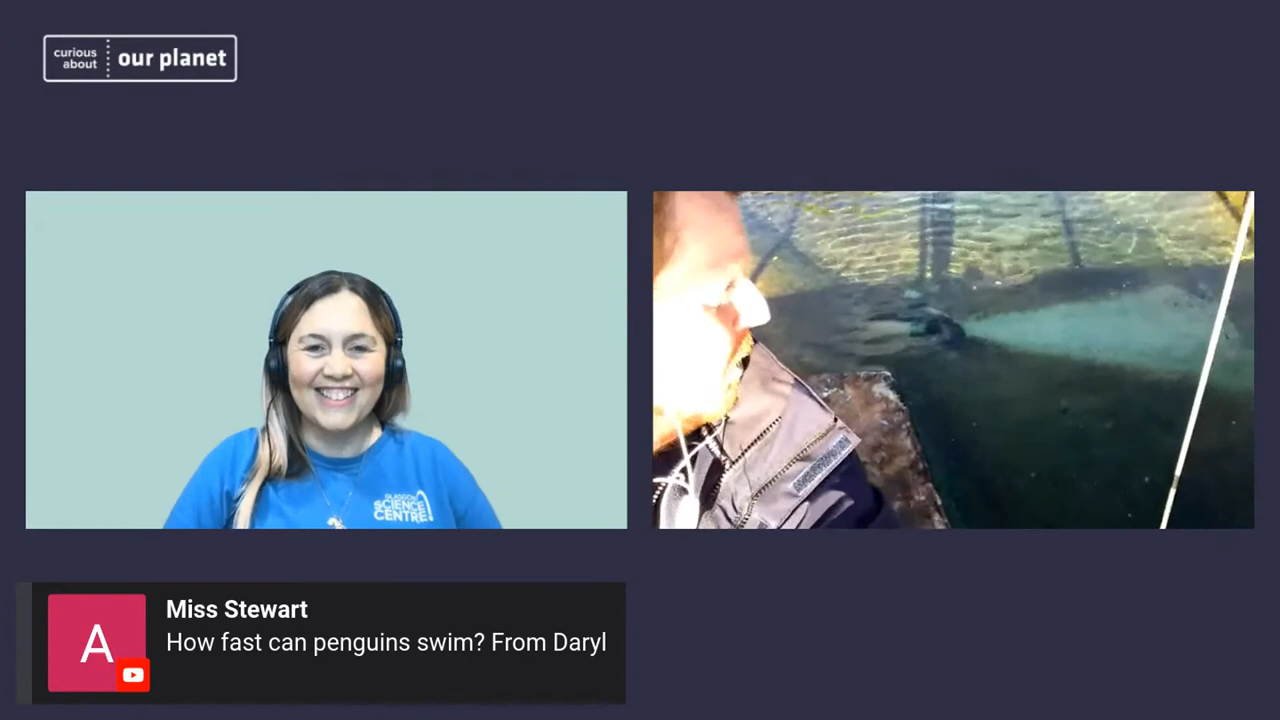 curious
about
our planet
GLASGOW
SCIENCE
CENTRE!
A
Miss Stewart
How fast can penguins swim? From Daryl